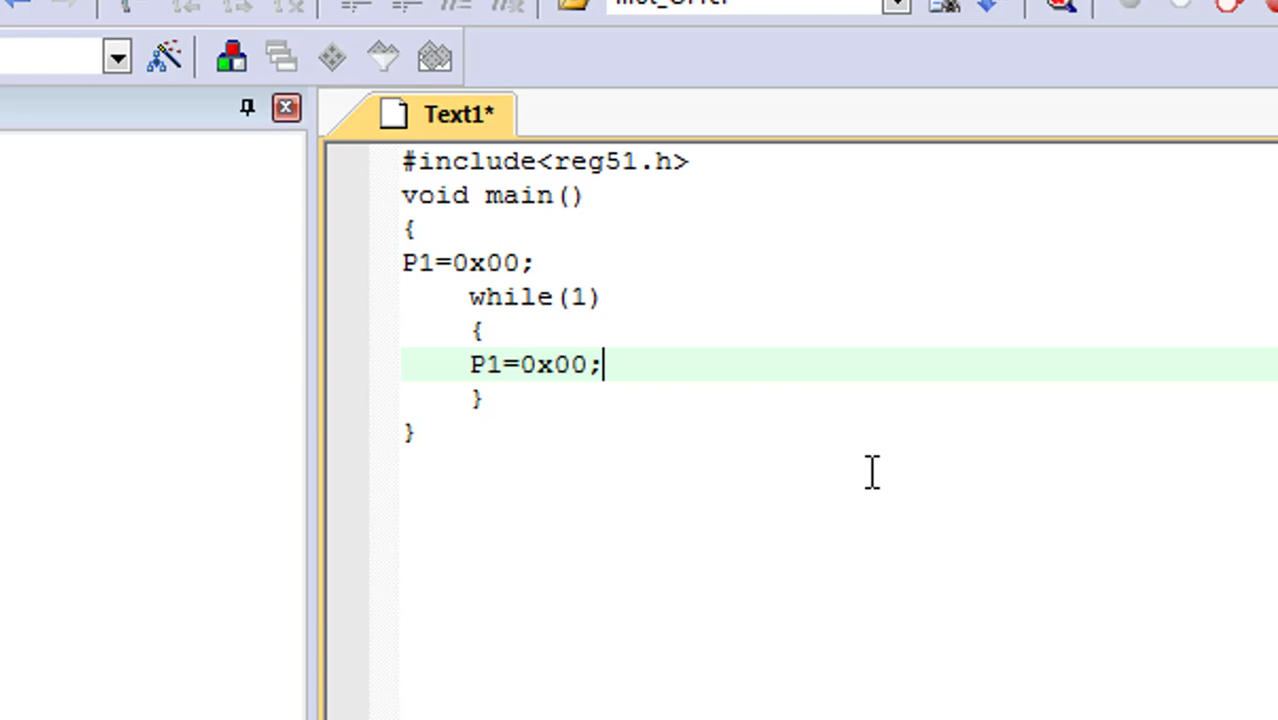 Text1*
#include<reg51.h>
void main()
{
P1=0x00;
while(1)
{
P1=0x00;
}
}